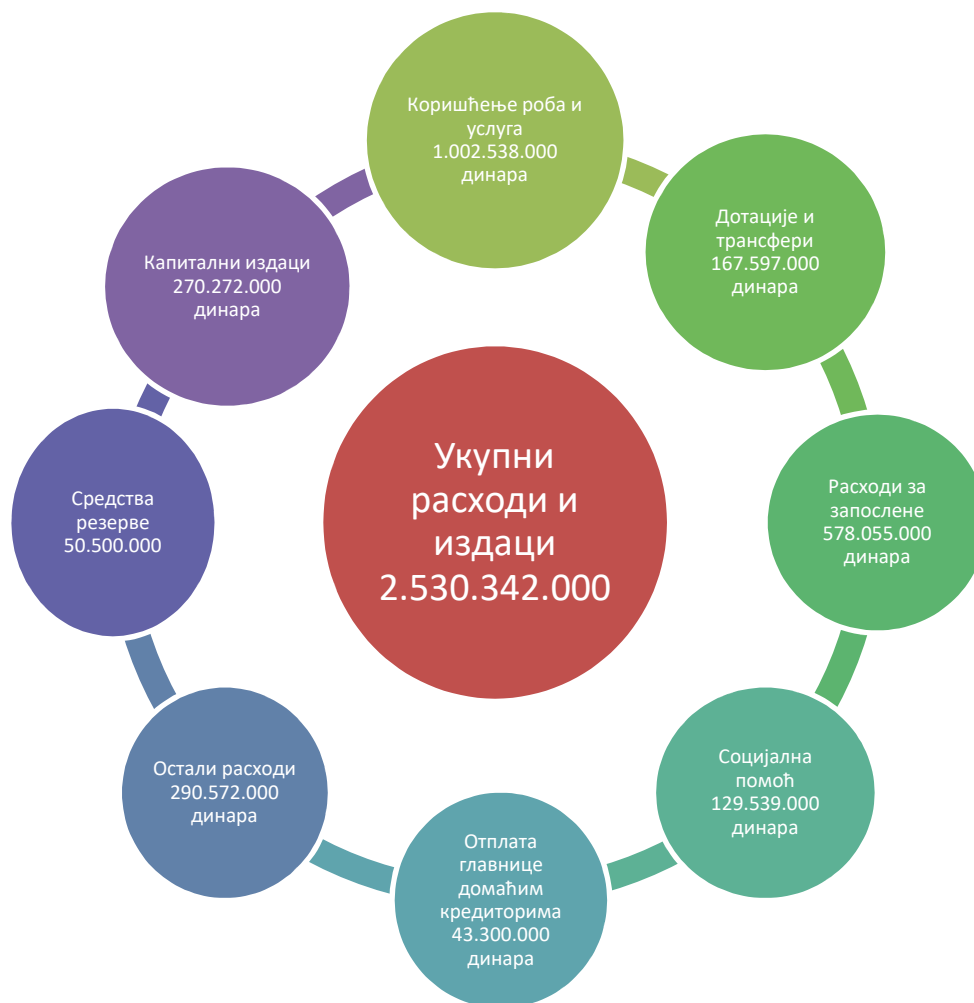 Коришћење роба и
услуга
1.002.538.000
динара
Дотације и
трансфери
167.597.000
динара
Капитални издаци
270.272.000
динара
Укупни
расходи и
издаци
2.530.342.000
Средства
резерве
50.500.000
Расходи за
запослене
578.055.000
динара
Остали расходи
290.572.000
динара
Социјална
помоћ
129.539.000
динара
Отплата
главнице
домаћим
кредиторима
43.300.000
динара